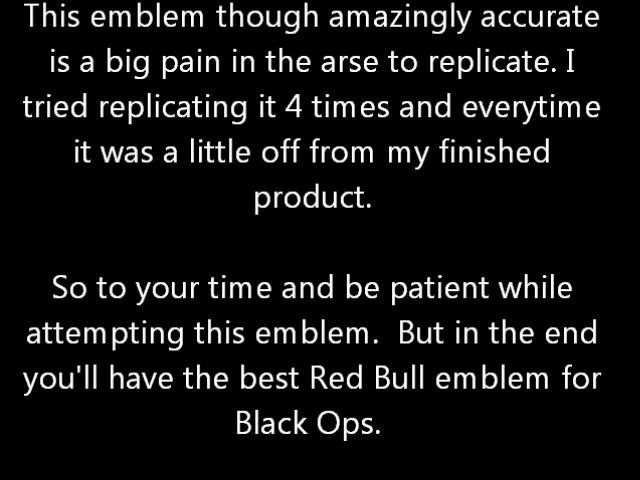 This emblem though amazingly accurate
is a big pain in the arse to replicate. I
tried replicating it 4 times and everytime
it was a little off from my finished
product.
So to your time and be patient while
attempting this emblem.  But in the end
you'll have the best Red Bull emblem for
Black Ops.